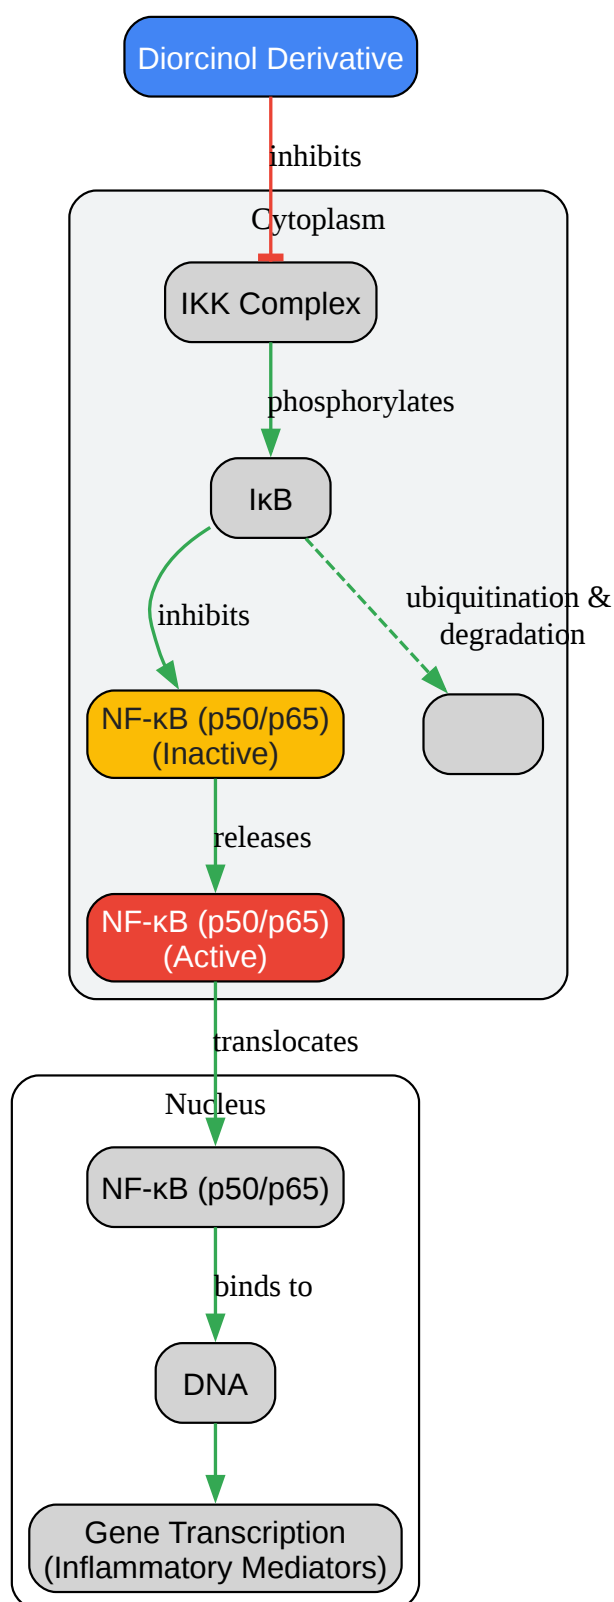 Diorcinol Derivative
inhibits
Cytoplasm
IKK Complex
phosphorylates
IκB
ubiquitination &
degradation
inhibits
NF-κB (p50/p65)
(Inactive)
releases
NF-κB (p50/p65)
(Active)
translocates
Nucleus
NF-κB (p50/p65)
binds to
DNA
Gene Transcription
(Inflammatory Mediators)